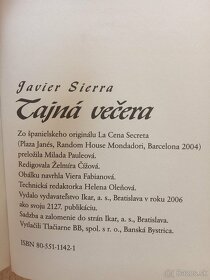 Javier Sierra
Tajná večera
Zo španielskeho originálu La Cena Secreta
(Plaza Janés, Random House Mondadori, Barcelona 2004)
preložila Milada Pauleová.
Redigovala Želmíra Čížová.
Obálku navrhla Viera Fabianová.
Technická redaktorka Helena Oleňová.
Vydalo vydavateľstvo Ikar, a. s., Bratislava v roku 2006
ako svoju 2127. publikáciu.
Sadzba a zalomenie do strán Ikar, a. s., Bratislava.
Vytlačili Tlačiarne BB, spol. s r. o., Banská Bystrica.
ISBN 80-551-1142-1